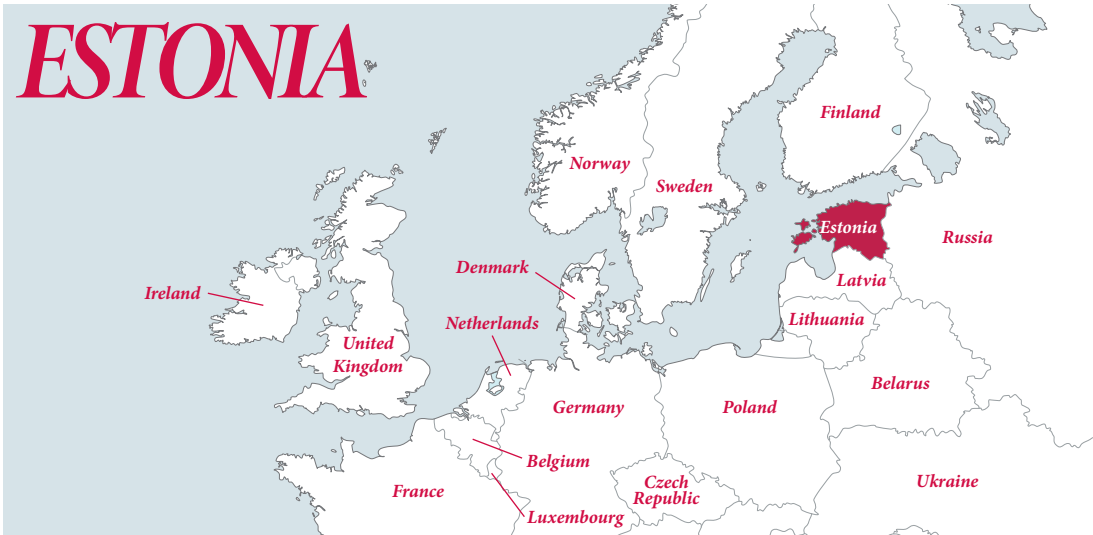 ESTONIA
Finland
Norway
Sweden
Estonia
Russia
Denmark
Latvia
Ireland
Netherlands
Lithuania
United
Kingdom
Belarus
Germany
Poland
Belgium
Czech
Republic
Ukraine
France
Luxembourg